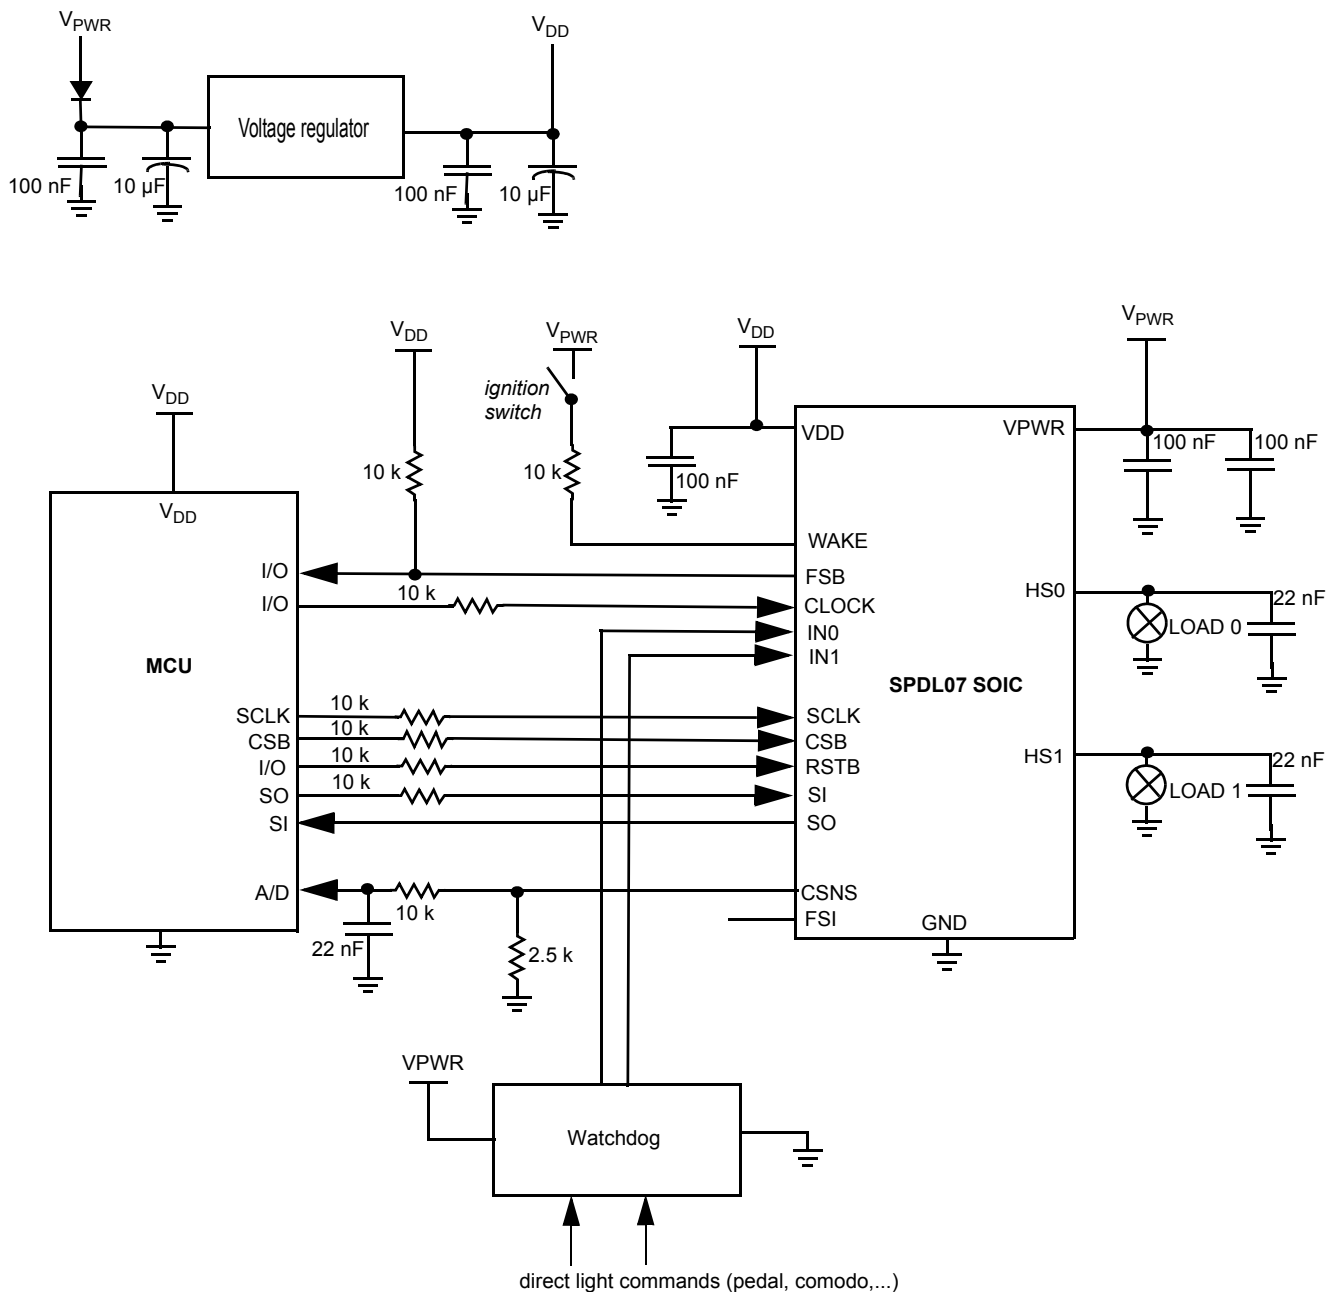 VPWR
VDD
Voltage regulator
100 nF
10 µF
100 nF
10 µF
VDD
VPWR
VDD
VPWR
ignition
switch
VDD
10 k
10 k
100 nF
VDD
VPWR
100 nF
100 nF
VDD
WAKE
I/O
FSB
I/O
10 k
CLOCK
HS0
22 nF
IN0
LOAD 0
IN1
MCU
SPDL07 SOIC
SCLK
10 k
SCLK
CSB
10 k
CSB
I/O
10 k
RSTB
HS1
22 nF
SO
10 k
SI
LOAD 1
SI
SO
A/D
10 k
CSNS
FSI
22 nF
2.5 k
GND
VPWR
Watchdog
direct light commands (pedal, comodo,...)